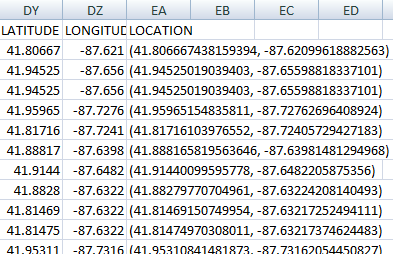 DY DZ EA EB EC ED
LATITUDE LONGITUD LOCATION
41.80667 -87.621 (41.806667438159394, -87.62099618882563)
41.94525 -87.656 (41.94525019039403, -87.65598818337101)
41.94525 -87.656 (41.94525019039403, -87.65598818337101)
41.95965 -87.7276 (41.95965154835811, -87.72762696408924)
41.81716 -87.7241 (41.81716103976552, -87.72405729427183)
41.88817 -87.6398 (41.888165819563646, -87.63981481294968)
41.9144 -87.6482 (41.91440099595778, -87.6482205875356)
41.8828 -87.6322 (41.88279770704961, -87.63224208140493)
41.81469 -87.6322 (41.81469150749954, -87.63217252494111)
41.81475 -87.6322 (41.81474970308011, -87.63217374624483)
41.95311 -87.7316 (41.95310841481873, -87.73162054450827)